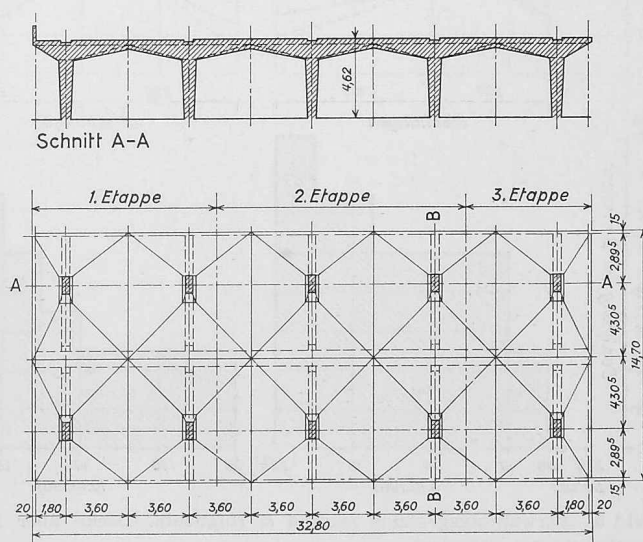 4,62
Schnitt A-A
1. Etappe 2. Etappe 3. Etappe
B
A A
15
2,89⁵
4,30⁵
14,70
4,30⁵
2,89⁵
15
B
20 1,80 3,60 3,60 3,60 3,60 3,60 3,60 3,60 3,60 1,80 20
32,80